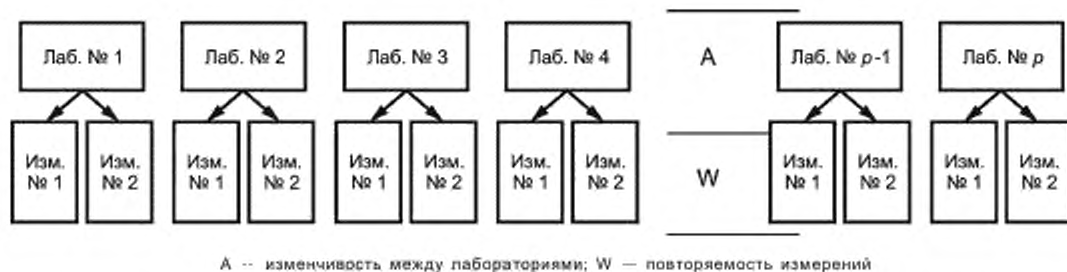 Лаб. № 1 Лаб. № 2 Лаб. № 3 Лаб. № 4 A Лаб. № p-1 Лаб. № p
Изм. Изм. Изм. Изм. Изм. Изм. Изм. Изм. W Изм. Изм. Изм. Изм.
№ 1 № 2 № 1 № 2 № 1 № 2 № 1 № 2 № 1 № 2 № 1 № 2
A -- изменчивость между лабораториями; W — повторяемость измерений